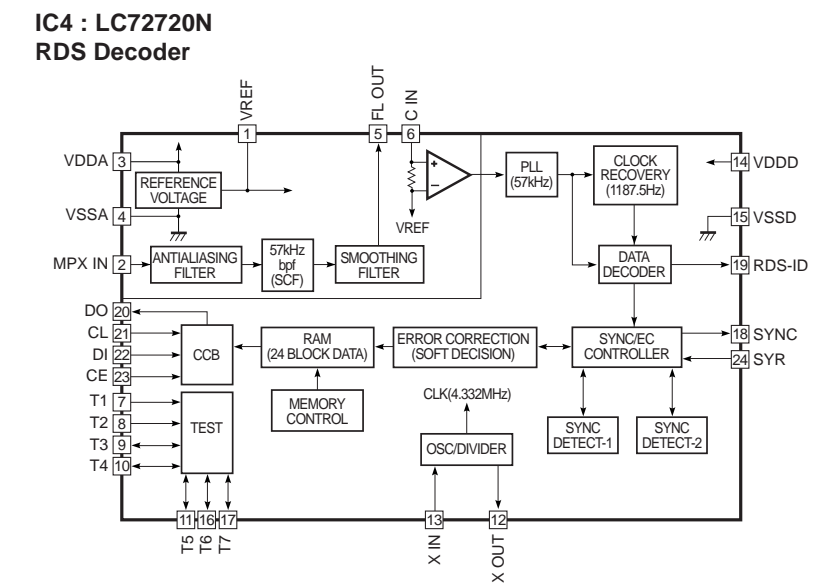 IC4 : LC72720N
RDS Decoder
VREF
FL OUT
C IN
1
5
6
VDDA 3
REFERENCE
VOLTAGE
VSSA 4
+
−
VREF
PLL
(57kHz)
CLOCK
RECOVERY
(1187.5Hz)
14 VDDD
15 VSSD
MPX IN 2
ANTIALIASING
FILTER
57kHz
bpf
(SCF)
SMOOTHING
FILTER
DATA
DECODER
19 RDS-ID
DO 20
CL 21
DI 22
CE 23
CCB
RAM
(24 BLOCK DATA)
ERROR CORRECTION
(SOFT DECISION)
SYNC/EC
CONTROLLER
18 SYNC
24 SYR
T1 7
T2 8
T3 9
T4 10
TEST
MEMORY
CONTROL
CLK(4.332MHz)
OSC/DIVIDER
SYNC
DETECT-1
SYNC
DETECT-2
11
16
17
13
12
T5
T6
T7
X IN
X OUT